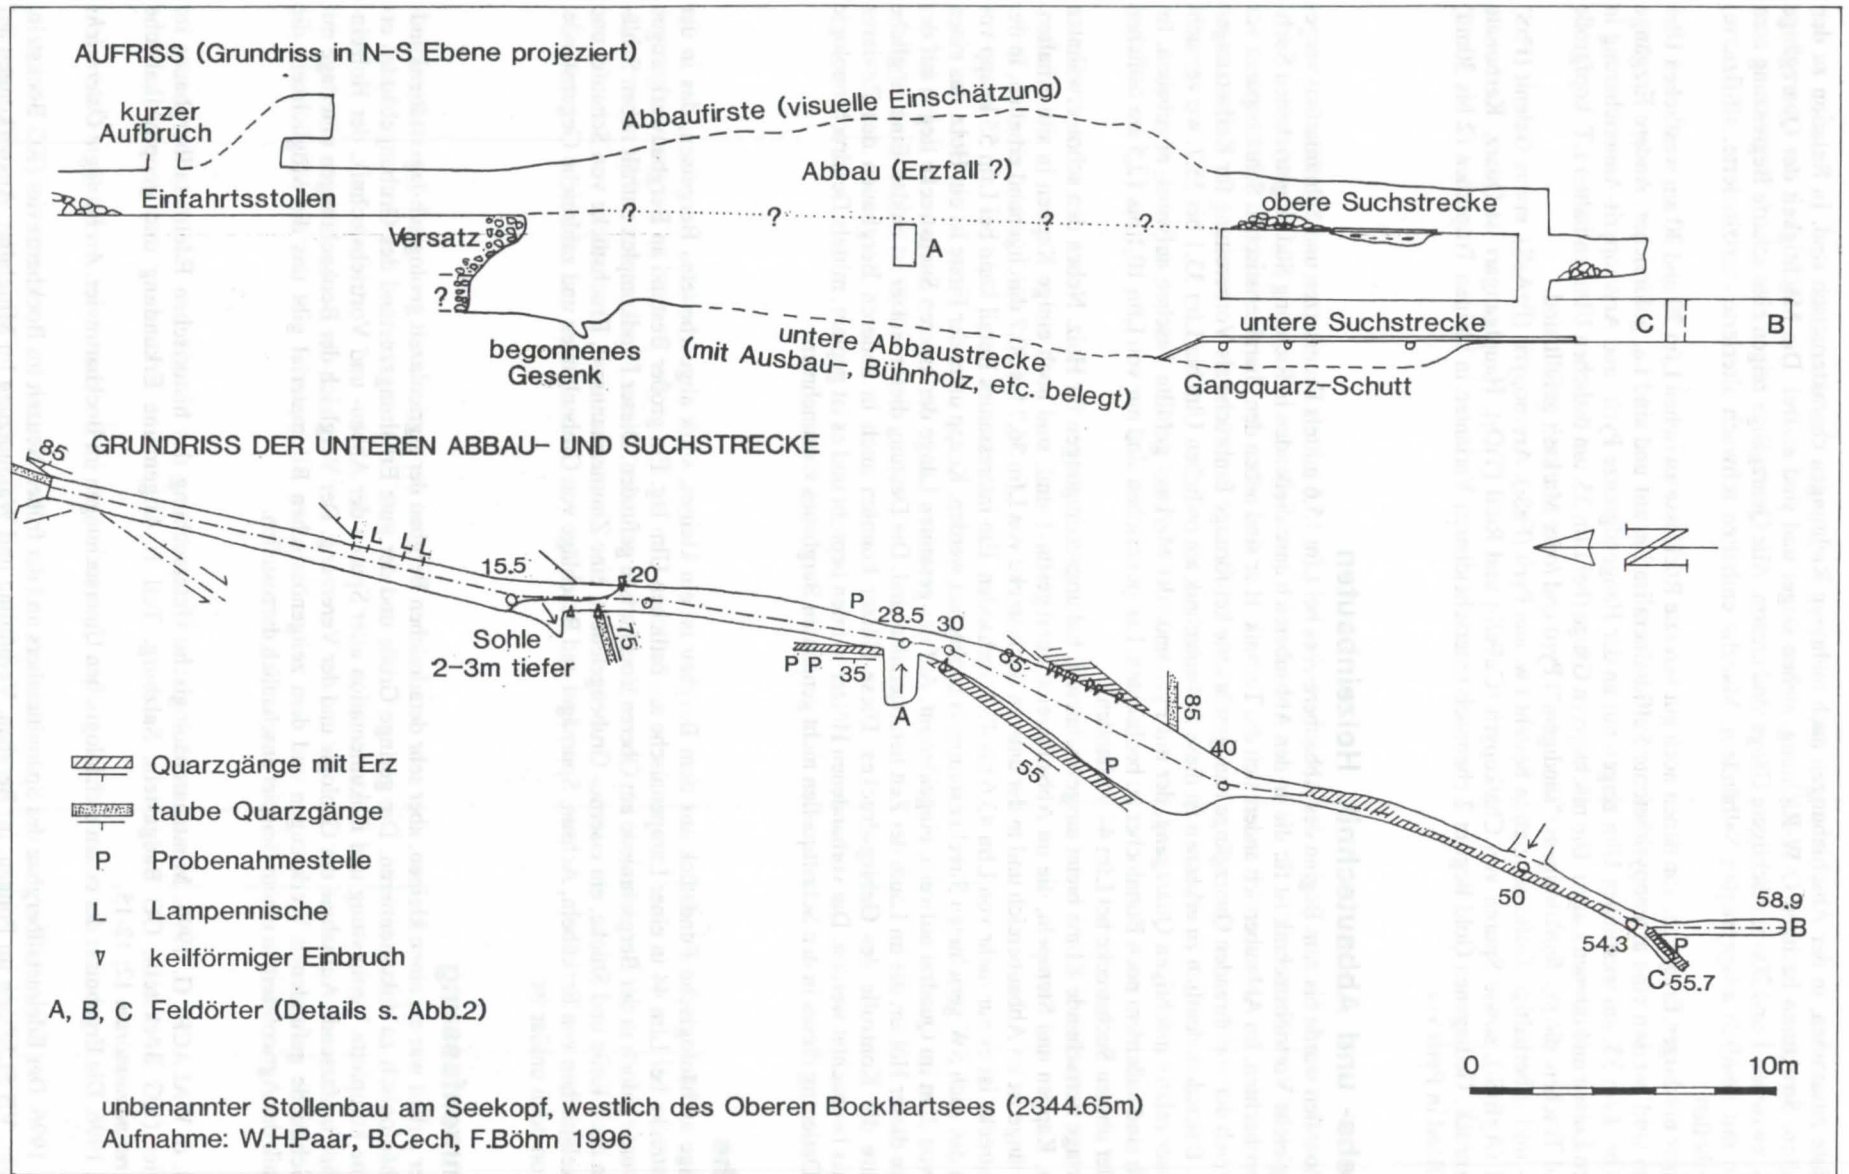 AUFRISS (Grundriss in N-S Ebene projeziert)
kurzer
Aufbruch
Abbaufirste (visuelle Einschätzung)
Abbau (Erzfall ?)
Einfahrtsstollen
obere Suchstrecke
? ? ? ?
Versatz
A
?
untere Suchstrecke
C
B
begonnenes
Gesenk
untere Abbaustrecke
(mit Ausbau-, Bühnholz, etc. belegt)
Gangquarz-Schutt
GRUNDRISS DER UNTEREN ABBAU- UND SUCHSTRECKE
85
L L L L
15.5
20
N
Sohle
2-3m tiefer
75
P
28.5
30
P P
35
A
85
85
55
P
40
50
58.9
B
54.3
P
C 55.7
Quarzgänge mit Erz
taube Quarzgänge
P Probenahmestelle
L Lampennische
keilförmiger Einbruch
A, B, C Feldörter (Details s. Abb.2)
0 10m
unbenannter Stollenbau am Seekopf, westlich des Oberen Bockhartsees (2344.65m)
Aufnahme: W.H.Paar, B.Cech, F.Böhm 1996